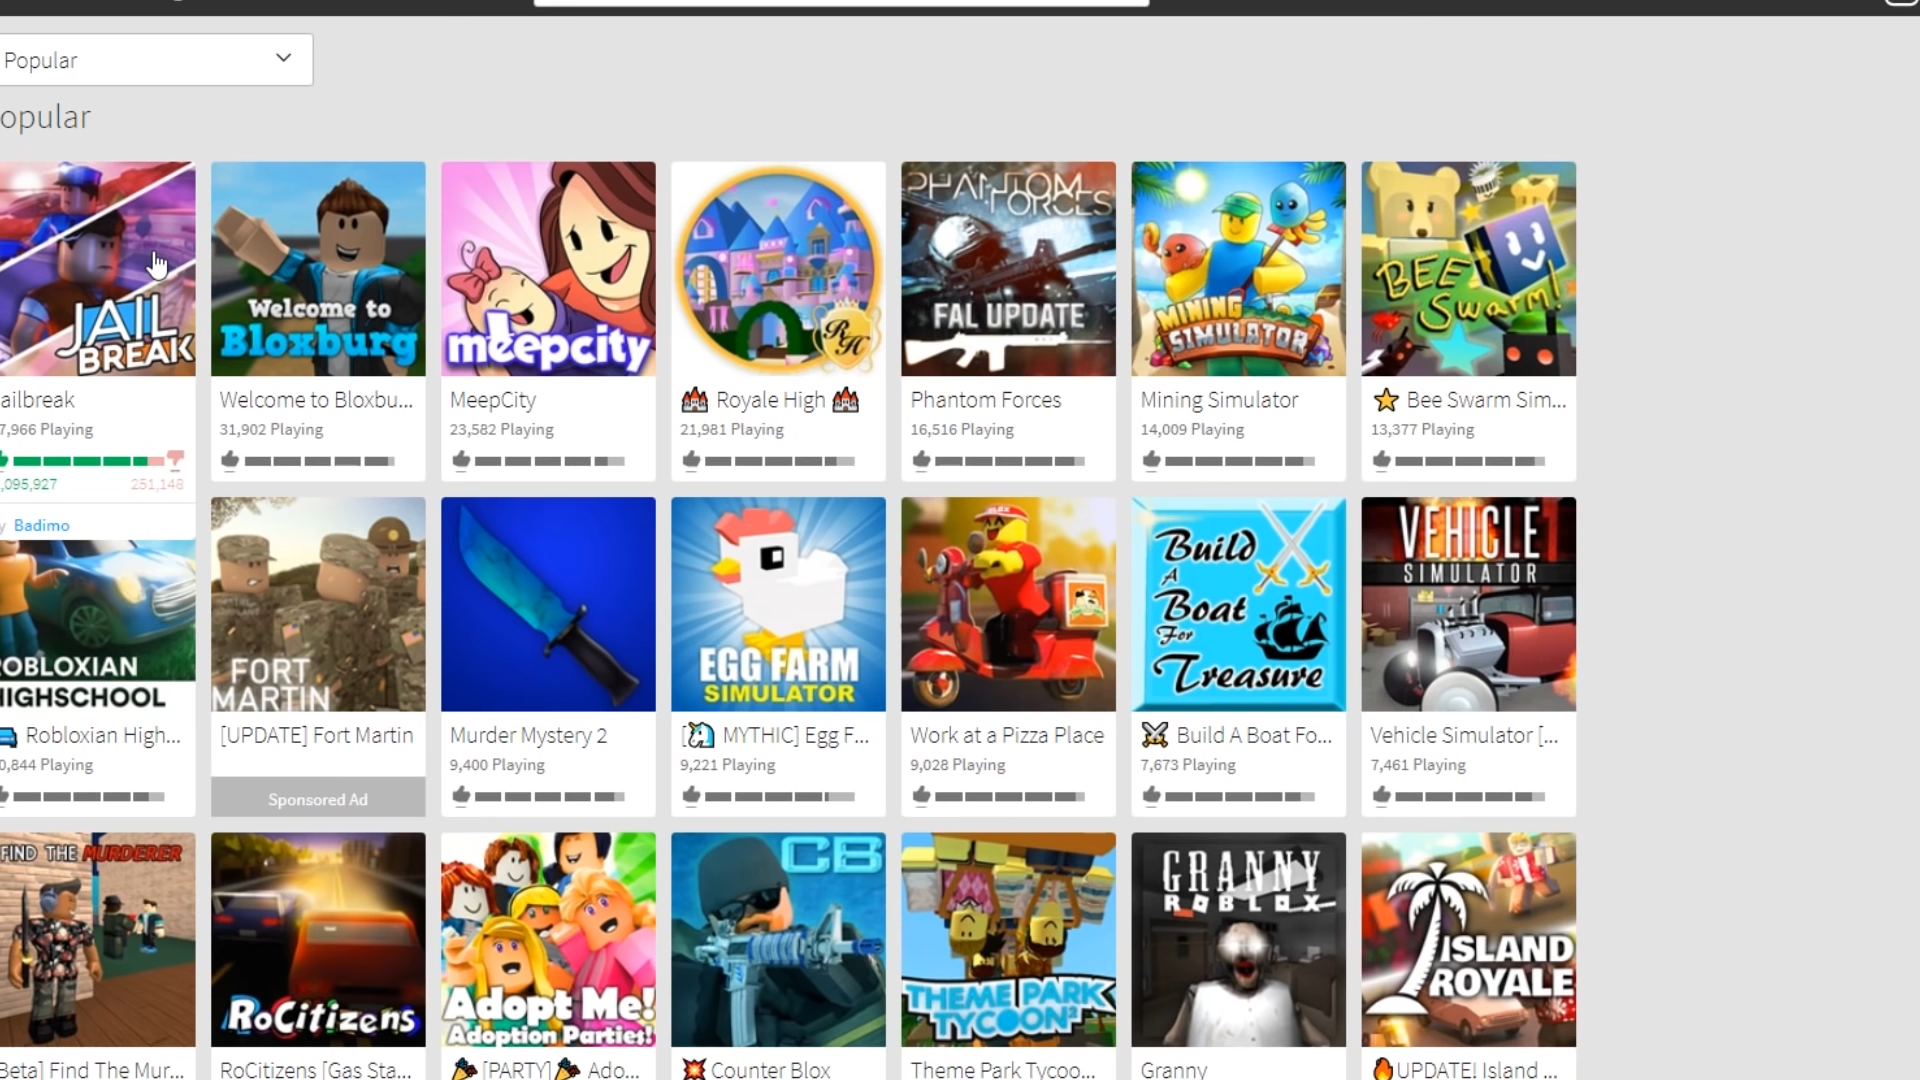 Popular
opular
JAIL
BREAK
ailbreak
7,966 Playing
,095,927 251,148
y Badimo
Welcome to
Bloxburg
Welcome to Bloxbu...
31,902 Playing
meepcity
MeepCity
23,582 Playing
RH
Royale High
21,981 Playing
PHANTOM
FORCES
FAL UPDATE
Phantom Forces
16,516 Playing
MINING
SIMULATOR
Mining Simulator
14,009 Playing
BEE
Swarm!
Bee Swarm Sim...
13,377 Playing
OBLOXIAN
HIGHSCHOOL
Robloxian High...
0,844 Playing
FORT
MARTIN
[UPDATE] Fort Martin
Sponsored Ad
Murder Mystery 2
9,400 Playing
EGG FARM
SIMULATOR
[ MYTHIC] Egg F...
9,221 Playing
Work at a Pizza Place
9,028 Playing
Build
A
Boat
For
Treasure
Build A Boat Fo...
7,673 Playing
VEHICLE
SIMULATOR
Vehicle Simulator [...
7,461 Playing
FIND THE MURDERER
Beta] Find The Mur...
RoCitizens
RoCitizens [Gas Sta...
Adopt Me!
Adoption Parties!
[PARTY] Ado...
CB
Counter Blox
THEME PARK
TYCOON 2
Theme Park Tycoo...
GRANNY
ROBLOX
Granny
ISLAND
ROYALE
UPDATE! Island ...